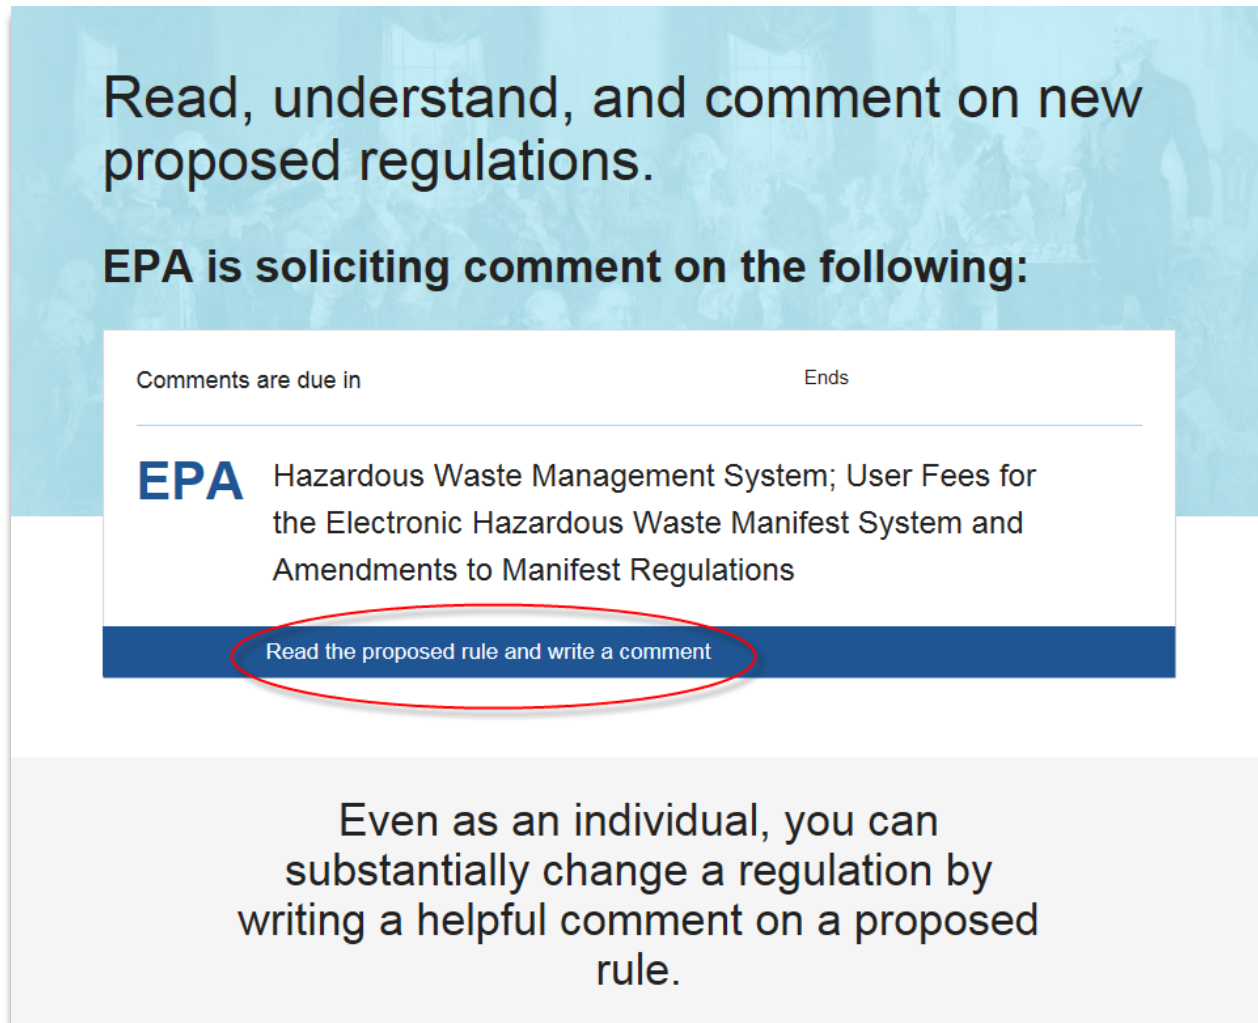 Read, understand, and comment on new
proposed regulations.
EPA is soliciting comment on the following:
Comments are due in
Ends
EPA
Hazardous Waste Management System; User Fees for
the Electronic Hazardous Waste Manifest System and
Amendments to Manifest Regulations
Read the proposed rule and write a comment
Even as an individual, you can
substantially change a regulation by
writing a helpful comment on a proposed
rule.